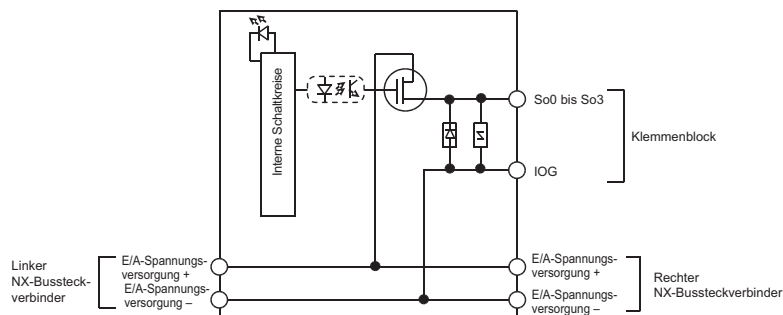 Interne Schaltkreise
So0 bis So3
Klemmenblock
IOG
Linker
NX-Bussteck-
verbinder
E/A-Spannungs-
versorgung +
E/A-Spannungs-
versorgung –
E/A-Spannungs-
versorgung +
E/A-Spannungs-
versorgung –
Rechter
NX-Bussteckverbinder